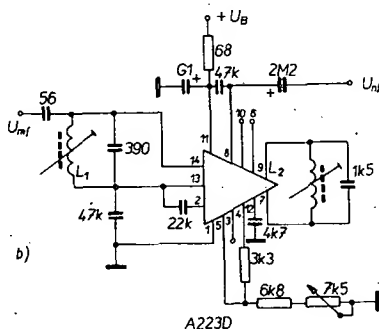 + U_B
68
G1 +
47k
2M2
+
U_nf
56
U_mf
L_1
390
11
8
10
6
14
13
2
9
7
L_2
1k5
47k
22k
1
5
3
4
12
4k7
3k3
b)
6k8
7k5
A223D